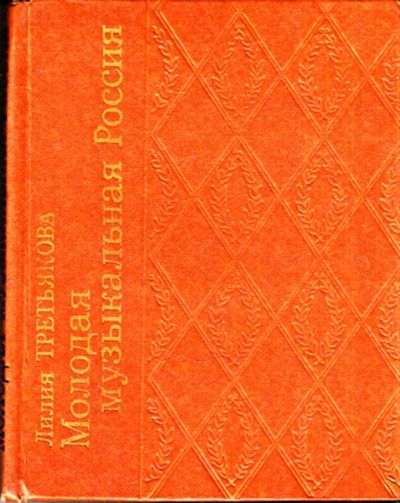 Лилия ТРЕТЬЯКОВА
Молодая
музыкальная Россия